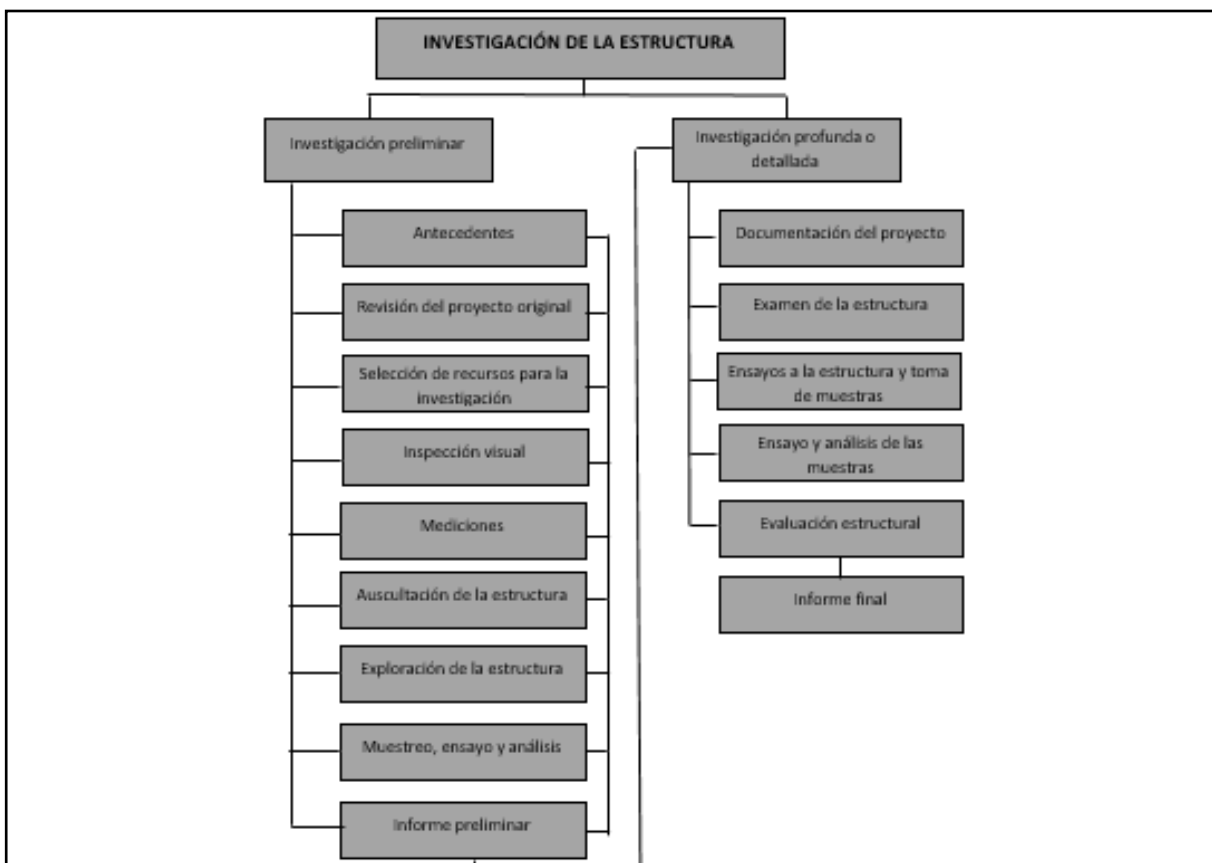 INVESTIGACIÓN DE LA ESTRUCTURA
Investigación preliminar
Antecedentes
Revisión del proyecto original
Selección de recursos para la
investigación
Inspección visual
Mediciones
Auscultación de la estructura
Exploración de la estructura
Muestreo, ensayo y análisis
Informe preliminar
Investigación profunda o
detallada
Documentación del proyecto
Examen de la estructura
Ensayos a la estructura y toma
de muestras
Ensayo y análisis de las
muestras
Evaluación estructural
Informe final